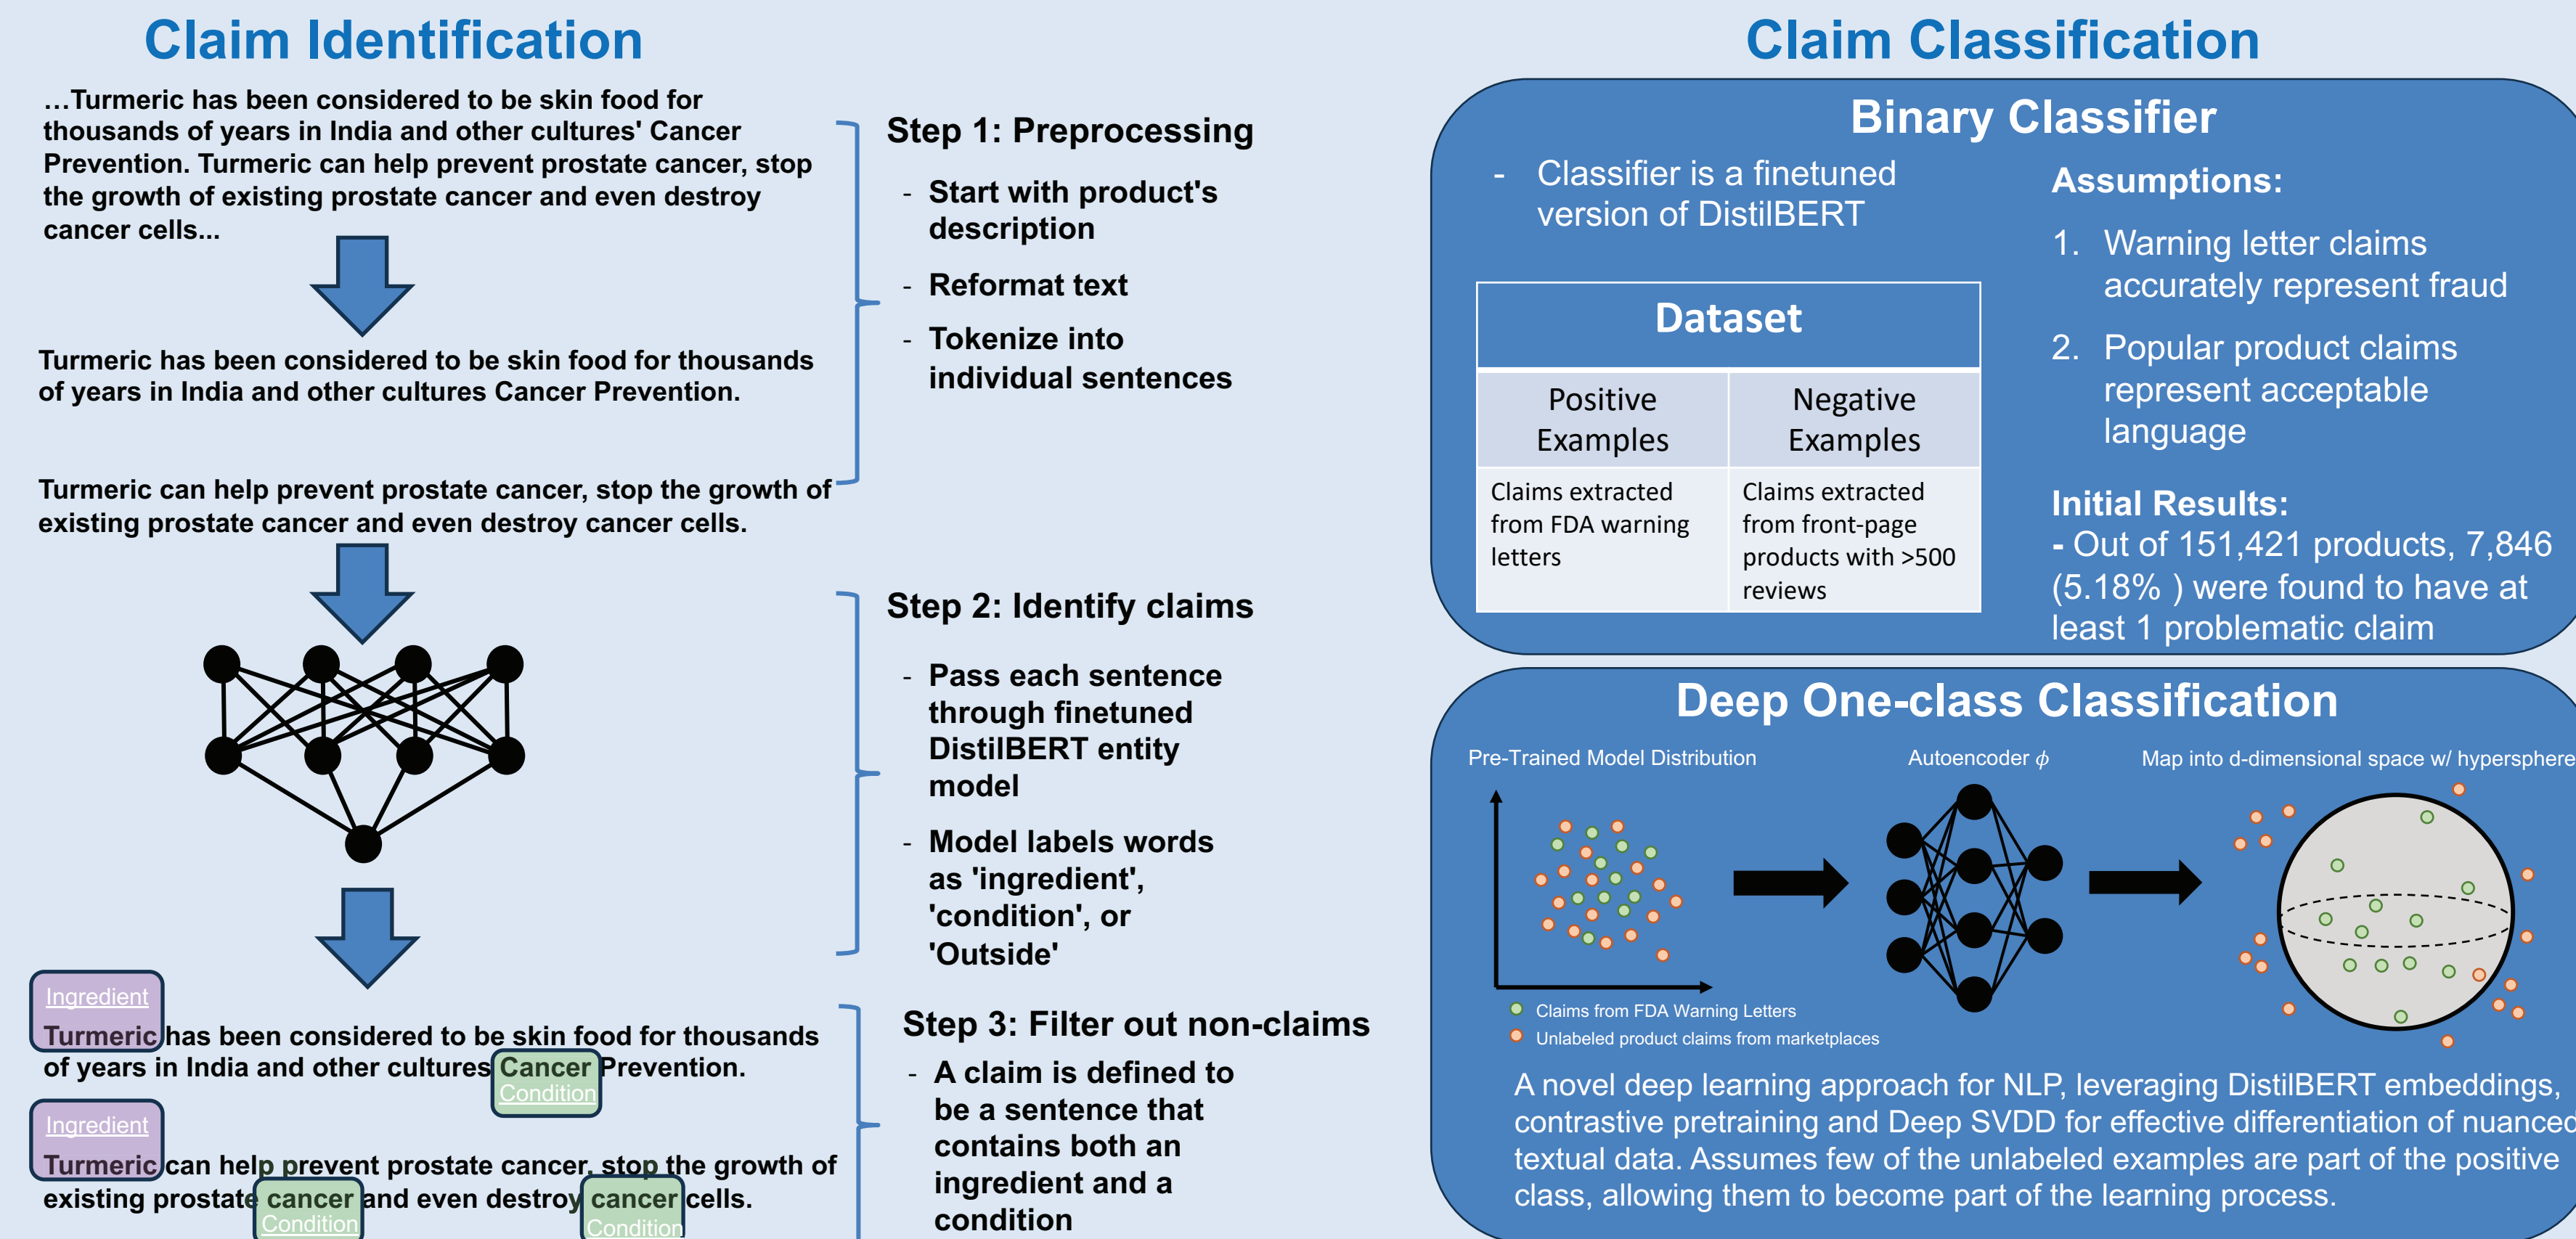 Claim Identification
…Turmeric has been considered to be skin food for
thousands of years in India and other cultures' Cancer
Prevention. Turmeric can help prevent prostate cancer, stop
the growth of existing prostate cancer and even destroy
cancer cells...
Turmeric has been considered to be skin food for thousands
of years in India and other cultures Cancer Prevention.
Turmeric can help prevent prostate cancer, stop the growth of
existing prostate cancer and even destroy cancer cells.
Ingredient
Turmeric has been considered to be skin food for thousands
of years in India and other cultures Cancer Prevention.
Condition
Ingredient
Turmeric can help prevent prostate cancer, stop the growth of
existing prostate cancer and even destroy cancer cells.
Condition
Condition
Step 1: Preprocessing
- Start with product's
description
- Reformat text
- Tokenize into
individual sentences
Step 2: Identify claims
- Pass each sentence
through finetuned
DistilBERT entity
model
- Model labels words
as 'ingredient',
'condition', or
'Outside'
Step 3: Filter out non-claims
- A claim is defined to
be a sentence that
contains both an
ingredient and a
condition
Claim Classification
Binary Classifier
- Classifier is a finetuned
version of DistilBERT
Dataset
Positive
Examples
Negative
Examples
Claims extracted
from FDA warning
letters
Claims extracted
from front-page
products with >500
reviews
Assumptions:
1. Warning letter claims
accurately represent fraud
2. Popular product claims
represent acceptable
language
Initial Results:
- Out of 151,421 products, 7,846
(5.18% ) were found to have at
least 1 problematic claim
Deep One-class Classification
Pre-Trained Model Distribution
Autoencoder ϕ
Map into d-dimensional space w/ hypersphere
Claims from FDA Warning Letters
Unlabeled product claims from marketplaces
A novel deep learning approach for NLP, leveraging DistilBERT embeddings,
contrastive pretraining and Deep SVDD for effective differentiation of nuanced
textual data. Assumes few of the unlabeled examples are part of the positive
class, allowing them to become part of the learning process.